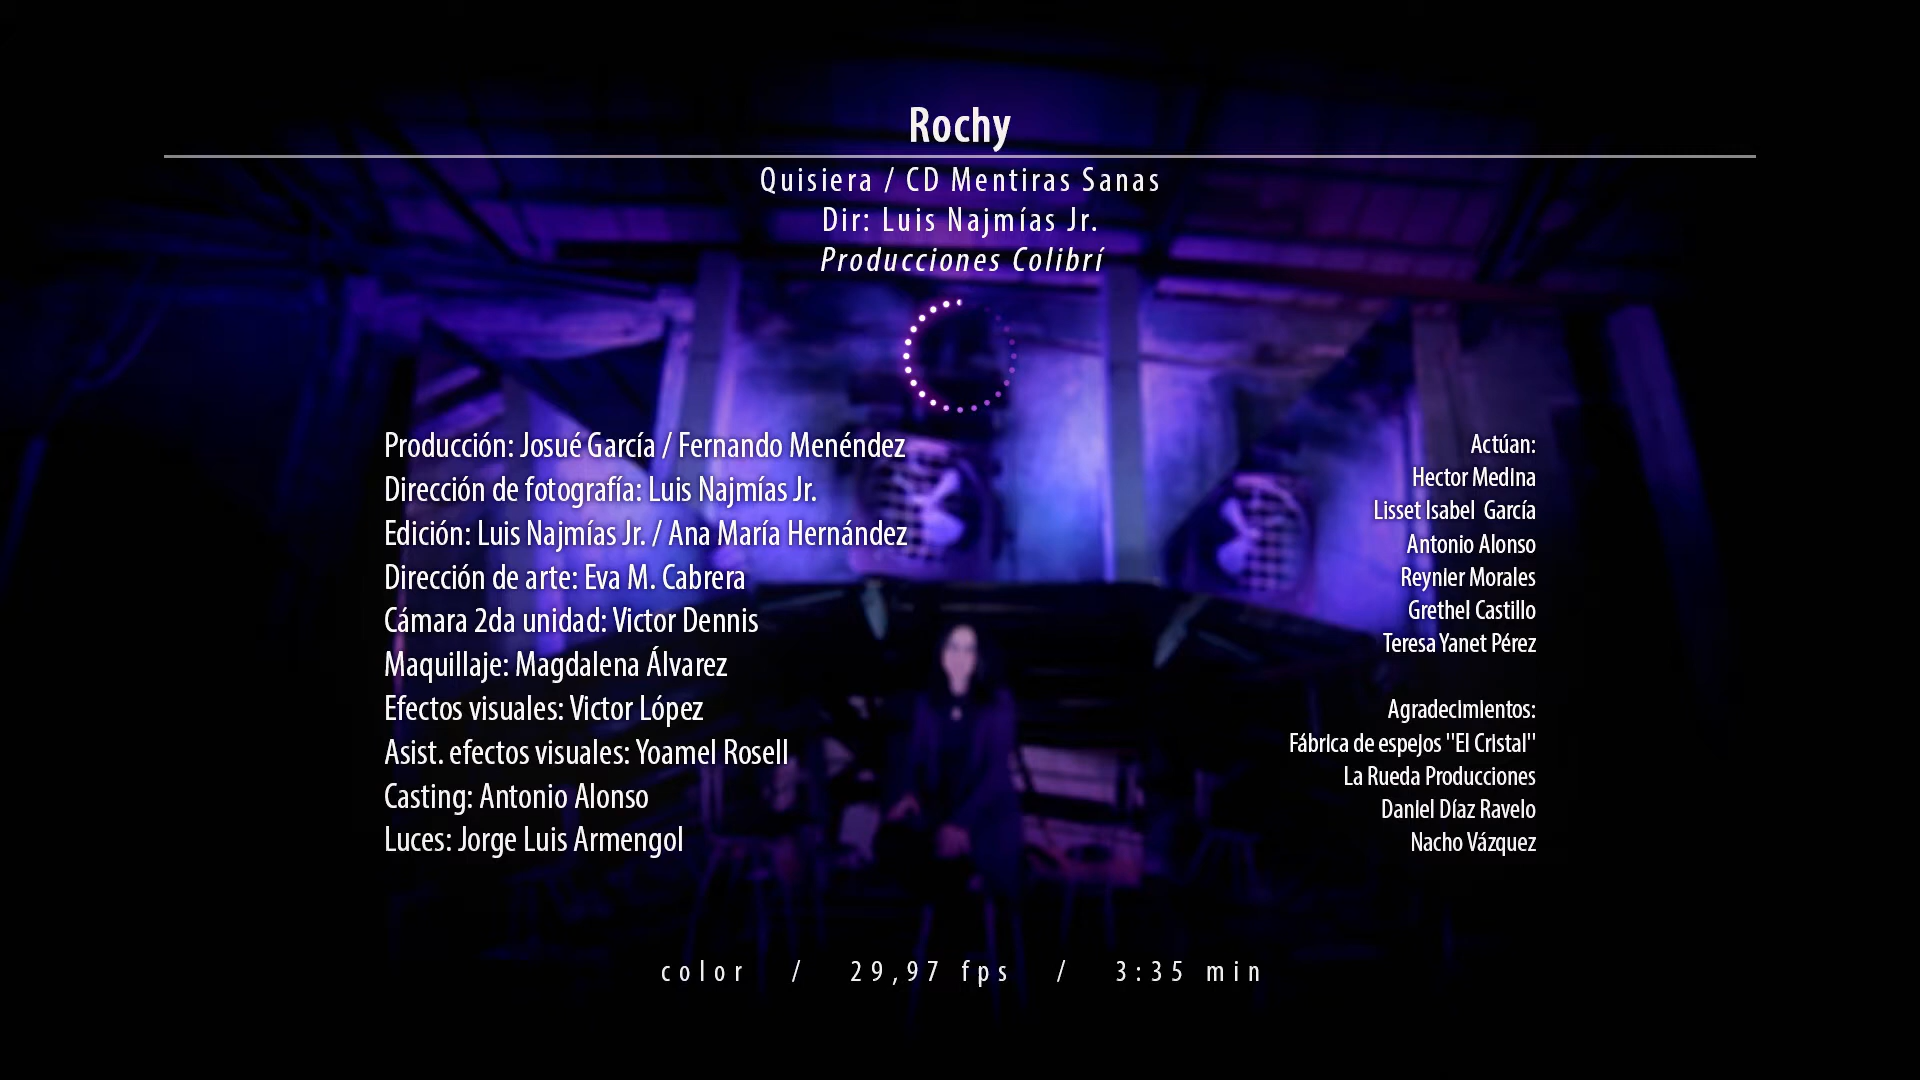 Rochy
Quisiera / CD Mentiras Sanas
Dir: Luis Najmías Jr.
Producciones Colibrí
Producción: Josué García / Fernando Menéndez
Dirección de fotografía: Luis Najmías Jr.
Edición: Luis Najmías Jr. / Ana María Hernández
Dirección de arte: Eva M. Cabrera
Cámara 2da unidad: Victor Dennis
Maquillaje: Magdalena Álvarez
Efectos visuales: Victor López
Asist. efectos visuales: Yoamel Rosell
Casting: Antonio Alonso
Luces: Jorge Luis Armengol
Actúan:
Hector Medina
Lisset Isabel García
Antonio Alonso
Reynier Morales
Grethel Castillo
Teresa Yanet Pérez
Agradecimientos:
Fábrica de espejos "El Cristal"
La Rueda Producciones
Daniel Díaz Ravelo
Nacho Vázquez
color / 29,97 fps / 3:35 min